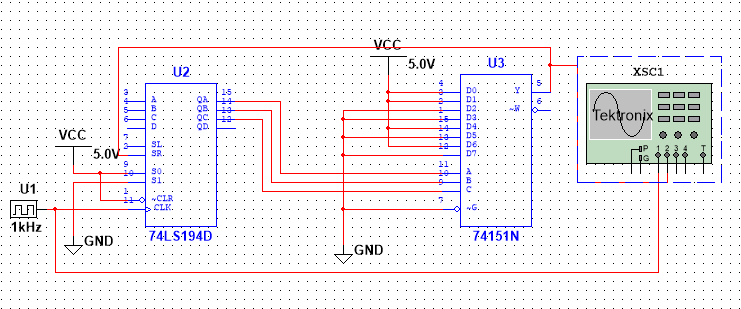 VCC
5.0V
U2
3 A QA 15
4 B QB 14
5 C QC 13
6 D QD 12
7 SL
2 SR
9 S0
10 S1
1 ~CLR
11 CLK
74LS194D
VCC
5.0V
U1
1kHz
GND
U3
4 D0 Y 5
3 D1 ~W 6
2 D2
1 D3
15 D4
14 D5
13 D6
12 D7
11 A
10 B
9 C
7 ~G
74151N
GND
XSC1
Tektronix
P
G
1 2 3 4 T